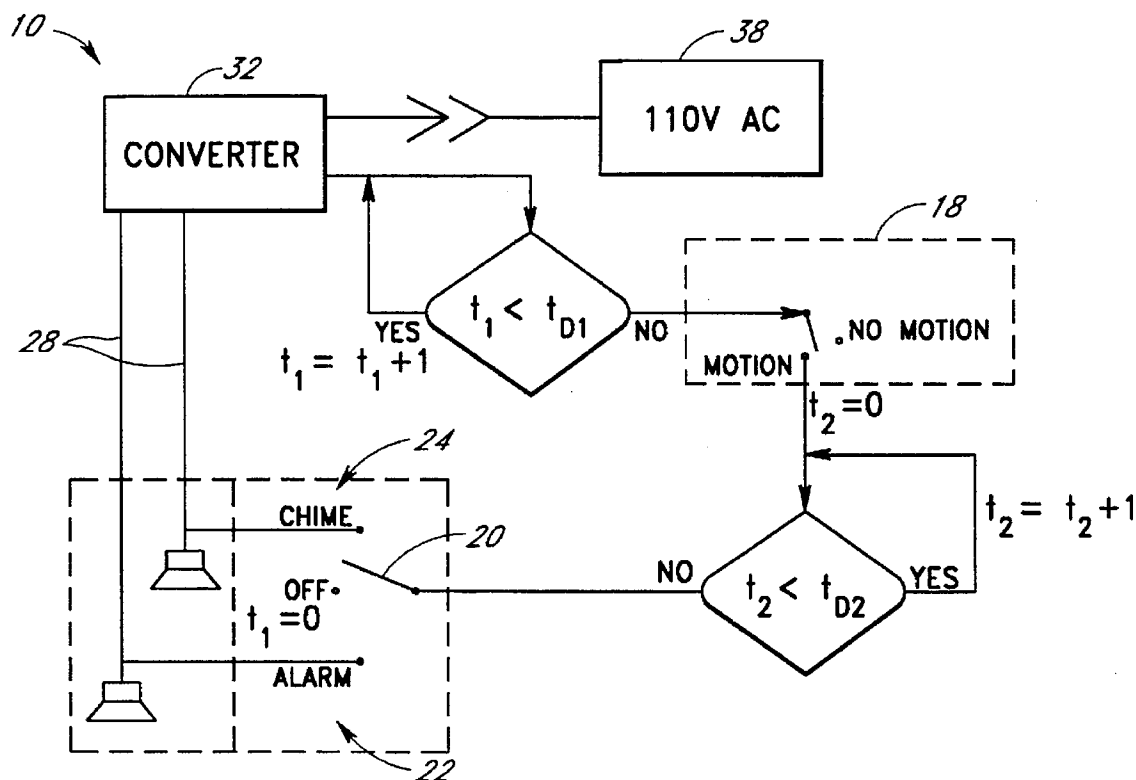 10
32
38
CONVERTER
110V AC
18
t1 < tD1
YES
NO
NO MOTION
MOTION
28
t1 = t1 + 1
t2 = 0
24
CHIME
20
t2 = t2 + 1
NO
t2 < tD2
YES
OFF
t1 = 0
ALARM
22